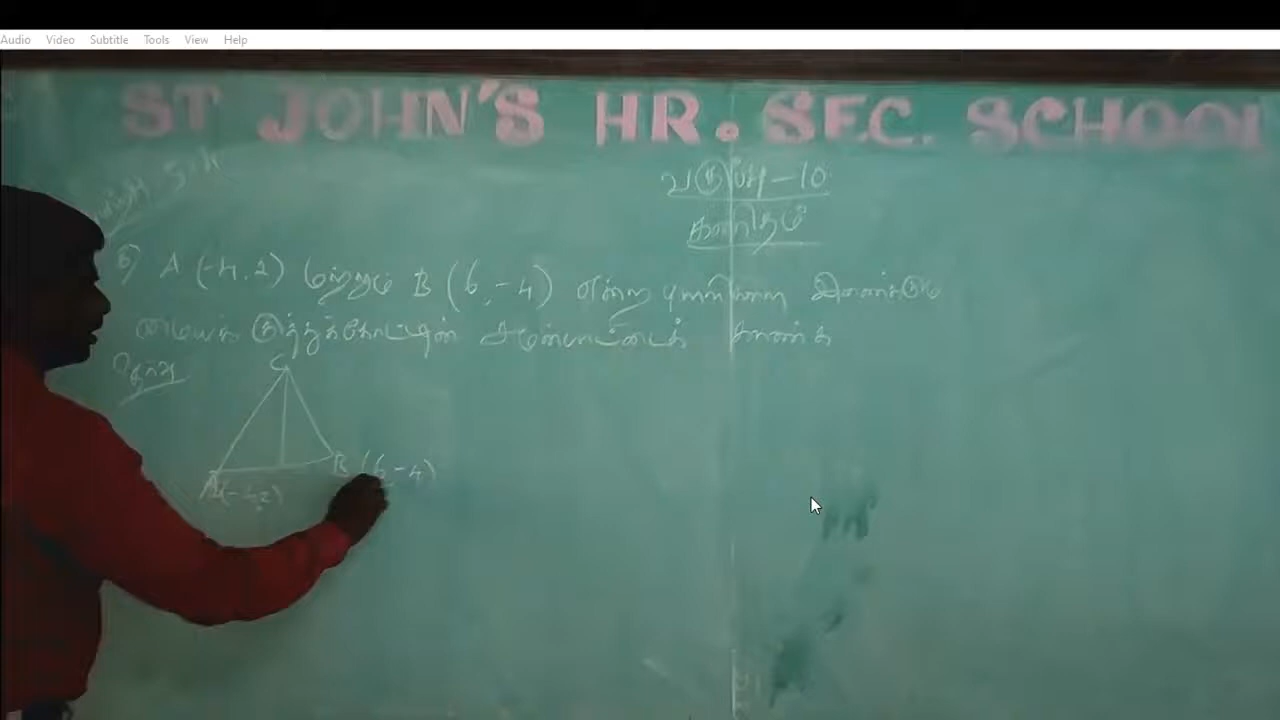 Audio Video Subtitle Tools View Help
ST JOHN'S HR. SEC. SCHOOL
வகுப்பு - 10
கணிதம்
6) A (-4, 2) மற்றும் B (6, -4) என்ற புள்ளிகளை இணைக்கும்
மையக் குத்துக்கோட்டின் சமன்பாட்டைக் காண்க
தீர்வு
C
B (6, -4)
A (-4, 2)